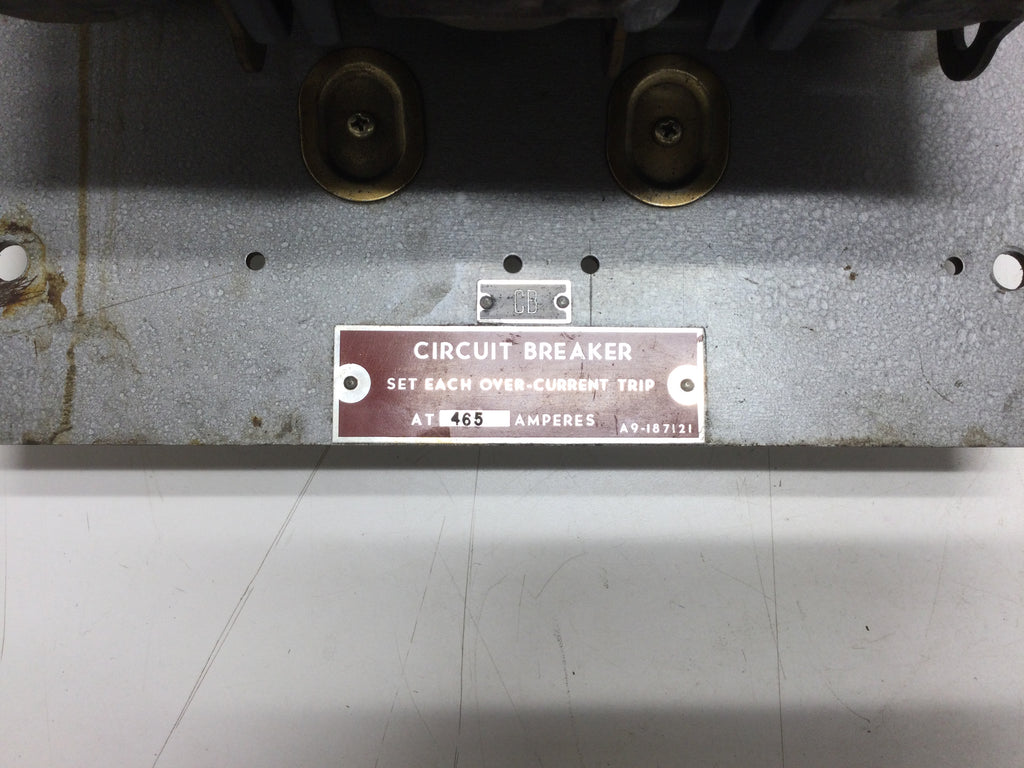 CB
CIRCUIT BREAKER
SET EACH OVER-CURRENT TRIP
AT 465 AMPERES
A9-187121